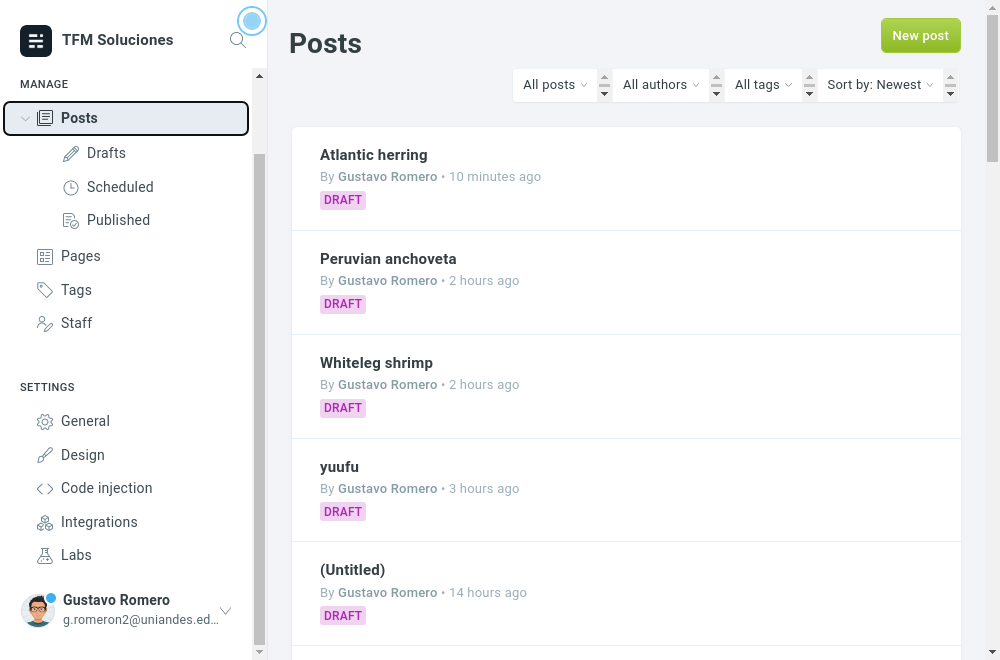 TFM Soluciones
MANAGE
Posts
Drafts
Scheduled
Published
Pages
Tags
Staff
SETTINGS
General
Design
Code injection
Integrations
Labs
Gustavo Romero
g.romeron2@uniandes.ed...
Posts
New post
All posts
All authors
All tags
Sort by: Newest
Atlantic herring
By Gustavo Romero • 10 minutes ago
DRAFT
Peruvian anchoveta
By Gustavo Romero • 2 hours ago
DRAFT
Whiteleg shrimp
By Gustavo Romero • 2 hours ago
DRAFT
yuufu
By Gustavo Romero • 3 hours ago
DRAFT
(Untitled)
By Gustavo Romero • 14 hours ago
DRAFT